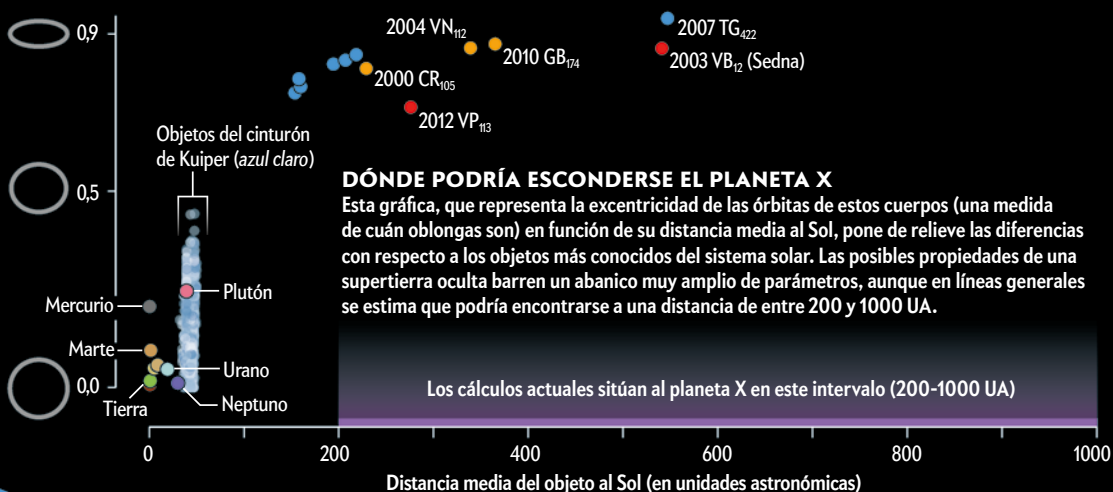 0,9
2004 VN₁₁₂
2007 TG₄₂₂
2010 GB₁₇₄
2003 VB₁₂ (Sedna)
2000 CR₁₀₅
2012 VP₁₁₃
Objetos del cinturón
de Kuiper (azul claro)
0,5
DÓNDE PODRÍA ESCONDERSE EL PLANETA X
Esta gráfica, que representa la excentricidad de las órbitas de estos cuerpos (una medida
de cuán oblongas son) en función de su distancia media al Sol, pone de relieve las diferencias
con respecto a los objetos más conocidos del sistema solar. Las posibles propiedades de una
supertierra oculta barren un abanico muy amplio de parámetros, aunque en líneas generales
se estima que podría encontrarse a una distancia de entre 200 y 1000 UA.
Plutón
Mercurio
Marte
Urano
0,0
Tierra
Neptuno
Los cálculos actuales sitúan al planeta X en este intervalo (200-1000 UA)
0 200 400 600 800 1000
Distancia media del objeto al Sol (en unidades astronómicas)